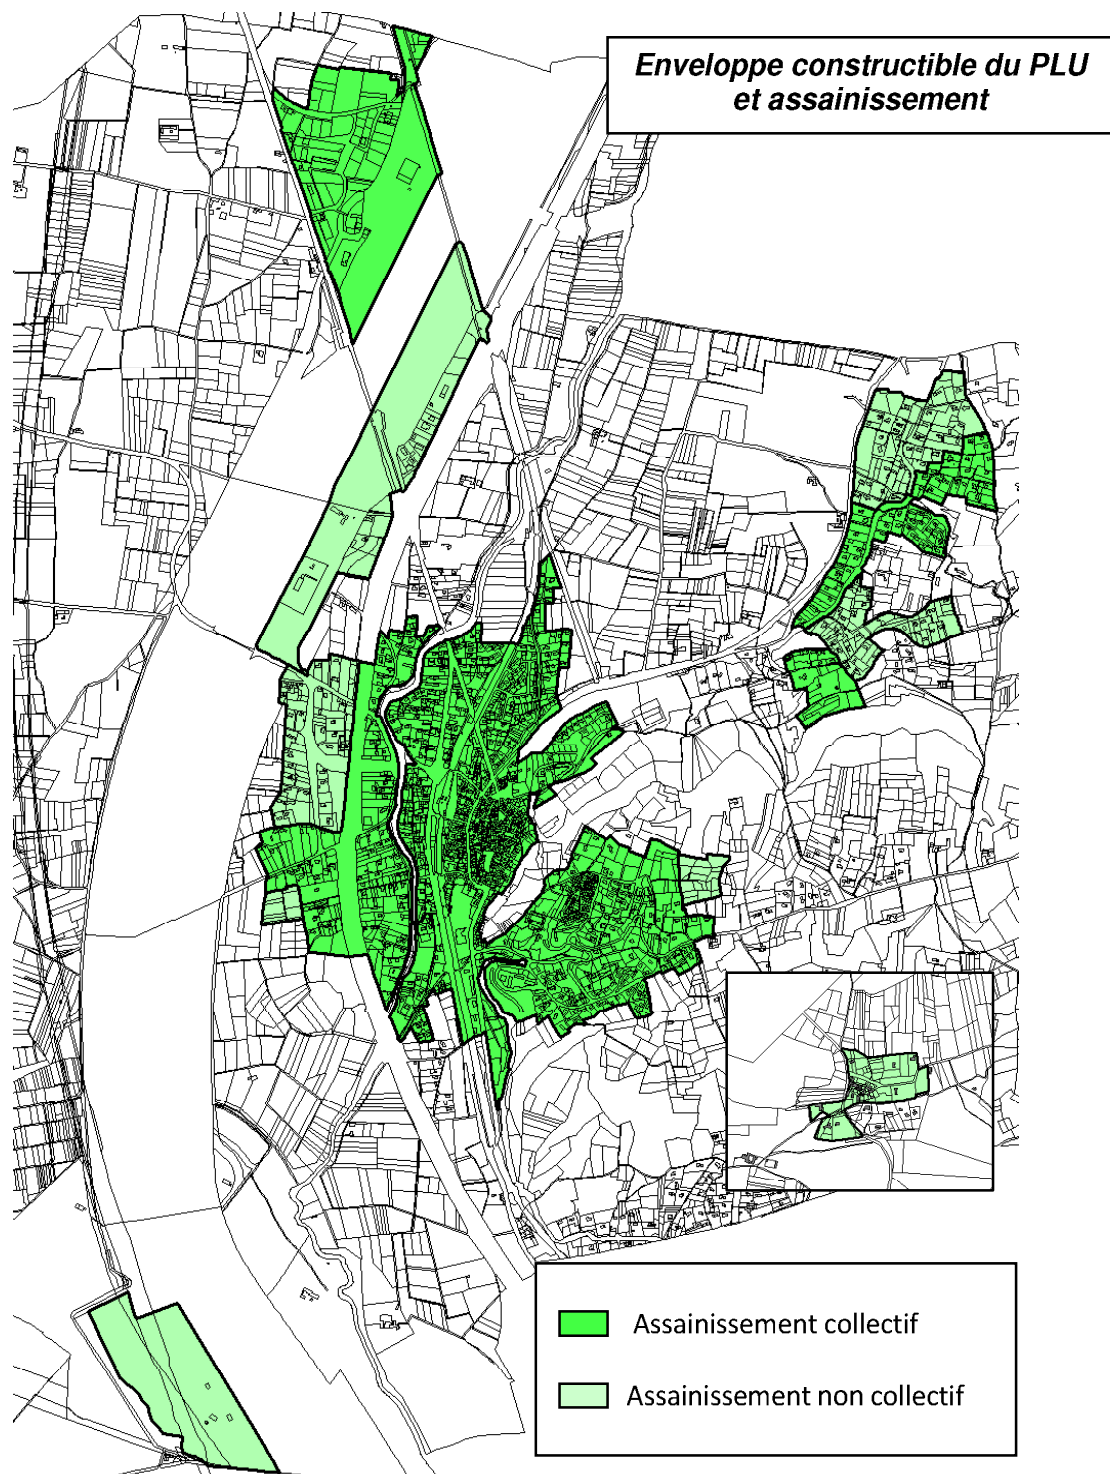 Enveloppe constructible du PLU
et assainissement
Assainissement collectif
Assainissement non collectif